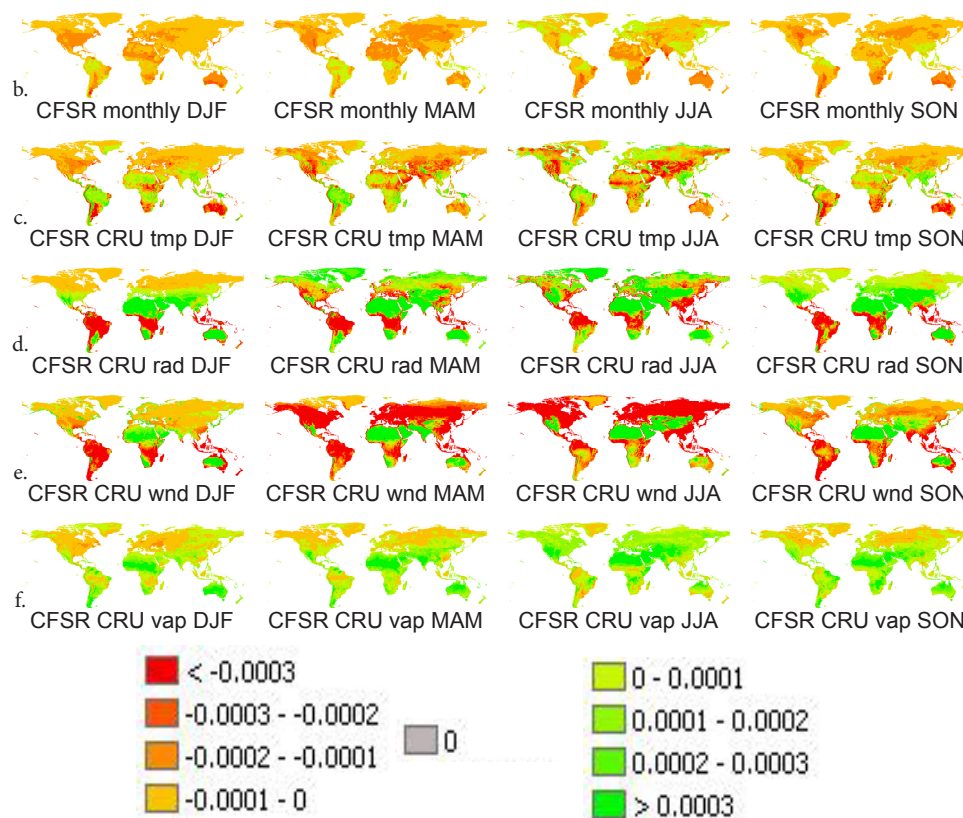 b.
CFSR monthly DJF CFSR monthly MAM CFSR monthly JJA CFSR monthly SON
c.
CFSR CRU tmp DJF CFSR CRU tmp MAM CFSR CRU tmp JJA CFSR CRU tmp SON
d.
CFSR CRU rad DJF CFSR CRU rad MAM CFSR CRU rad JJA CFSR CRU rad SON
e.
CFSR CRU wnd DJF CFSR CRU wnd MAM CFSR CRU wnd JJA CFSR CRU wnd SON
f.
CFSR CRU vap DJF CFSR CRU vap MAM CFSR CRU vap JJA CFSR CRU vap SON
< -0.0003
-0.0003 - -0.0002
-0.0002 - -0.0001
-0.0001 - 0
0
0 - 0.0001
0.0001 - 0.0002
0.0002 - 0.0003
> 0.0003